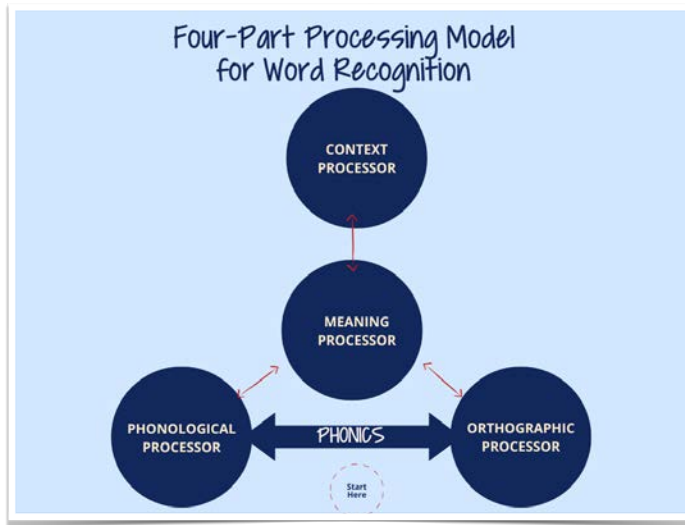 Four-Part Processing Model
for Word Recognition
CONTEXT
PROCESSOR
MEANING
PROCESSOR
PHONOLOGICAL
PROCESSOR
PHONICS
ORTHOGRAPHIC
PROCESSOR
Start
Here